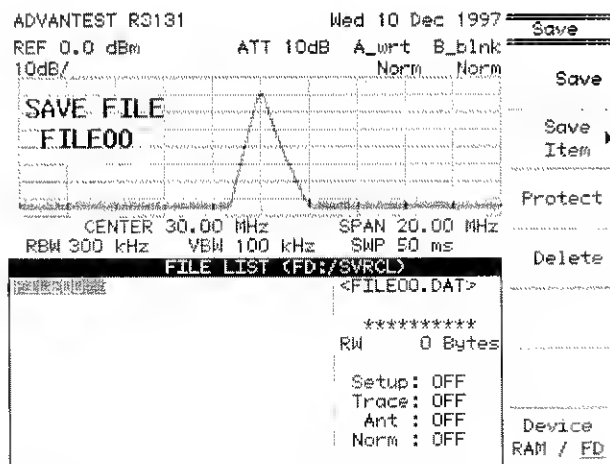 ADVANTEST R3131 Wed 10 Dec 1997
REF 0.0 dBm ATT 10dB A_wrt B_blnk
10dB/ Norm Norm
SAVE FILE
FILE00
CENTER 30.00 MHz SPAN 20.00 MHz
RBW 300 kHz VBW 100 kHz SWP 50 ms
FILE LIST (FD:/SVRCL)
<FILE00.DAT>
**********
RW 0 Bytes
Setup: OFF
Trace: OFF
Ant : OFF
Norm : OFF
Save
Save
Save
Item
Protect
Delete
Device
RAM / FD